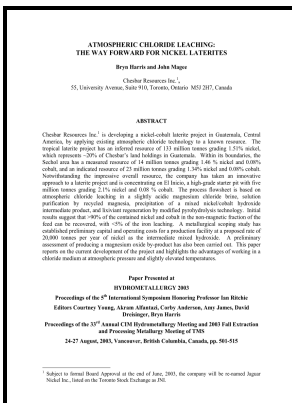 ATMOSPHERIC CHLORIDE LEACHING:
THE WAY FORWARD FOR NICKEL LATERITES
Bryn Harris and John Magee
Chesbar Resources Inc.¹,
55, University Avenue, Suite 910, Toronto, Ontario M5J 2H7, Canada
ABSTRACT
Chesbar Resources Inc.¹ is developing a nickel-cobalt laterite project in Guatemala, Central
America, by applying existing atmospheric chloride technology to a known resource. The
tropical laterite project has an inferred resource of 133 million tonnes grading 1.51% nickel,
which represents ~20% of Chesbar's land holdings in Guatemala. Within its boundaries, the
Sechol area has a measured resource of 14 million tonnes grading 1.46 % nickel and 0.08%
cobalt, and an indicated resource of 23 million tonnes grading 1.34% nickel and 0.08% cobalt.
Notwithstanding the impressive overall resource, the company has taken an innovative
approach to a laterite project and is concentrating on El Inicio, a high-grade starter pit with five
million tonnes grading 2.1% nickel and 0.08 % cobalt. The process flowsheet is based on
atmospheric chloride leaching in a slightly acidic magnesium chloride brine, solution
purification by recycled magnesia, precipitation of a mixed nickel/cobalt hydroxide
intermediate product, and lixiviant regeneration by modified pyrohydrolysis technology. Initial
results suggest that >90% of the combined nickel and cobalt in the non-magnetic fraction of the
feed can be recovered, with <5% of the iron leaching. A metallurgical scoping study has
established preliminary capital and operating costs for a production facility at a proposed rate of
20,000 tonnes per year of nickel as the intermediate mixed hydroxide. A preliminary
assessment of producing a magnesium oxide by-product has also been carried out. This paper
reports on the current development of the project and highlights the advantages of working in a
chloride medium at atmospheric pressure and slightly elevated temperatures.
Paper Presented at
HYDROMETALLURGY 2003
Proceedings of the 5th International Symposium Honoring Professor Ian Ritchie
Editors Courtney Young, Akram Alfantazi, Corby Anderson, Amy James, David
Dreisinger, Bryn Harris
Proceedings of the 33rd Annual CIM Hydrometallurgy Meeting and 2003 Fall Extraction
and Processing Metallurgy Meeting of TMS
24-27 August, 2003, Vancouver, British Columbia, Canada, pp. 501-515
¹ Subject to formal Board Approval at the end of June, 2003, the company will be re-named Jaguar
Nickel Inc., listed on the Toronto Stock Exchange as JNI.